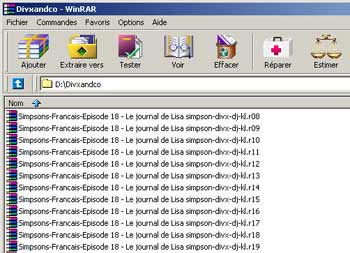 Divxandco - WinRAR
Fichier Commandes Favoris Options Aide
Ajouter Extraire vers Tester Voir Effacer Réparer Estimer
D:\Divxandco
Nom
Simpsons-Francais-Episode 18 - Le journal de Lisa simpson-divx-dj-kl.r08
Simpsons-Francais-Episode 18 - Le journal de Lisa simpson-divx-dj-kl.r09
Simpsons-Francais-Episode 18 - Le journal de Lisa simpson-divx-dj-kl.r10
Simpsons-Francais-Episode 18 - Le journal de Lisa simpson-divx-dj-kl.r11
Simpsons-Francais-Episode 18 - Le journal de Lisa simpson-divx-dj-kl.r12
Simpsons-Francais-Episode 18 - Le journal de Lisa simpson-divx-dj-kl.r13
Simpsons-Francais-Episode 18 - Le journal de Lisa simpson-divx-dj-kl.r14
Simpsons-Francais-Episode 18 - Le journal de Lisa simpson-divx-dj-kl.r15
Simpsons-Francais-Episode 18 - Le journal de Lisa simpson-divx-dj-kl.r16
Simpsons-Francais-Episode 18 - Le journal de Lisa simpson-divx-dj-kl.r17
Simpsons-Francais-Episode 18 - Le journal de Lisa simpson-divx-dj-kl.r18
Simpsons-Francais-Episode 18 - Le journal de Lisa simpson-divx-dj-kl.r19